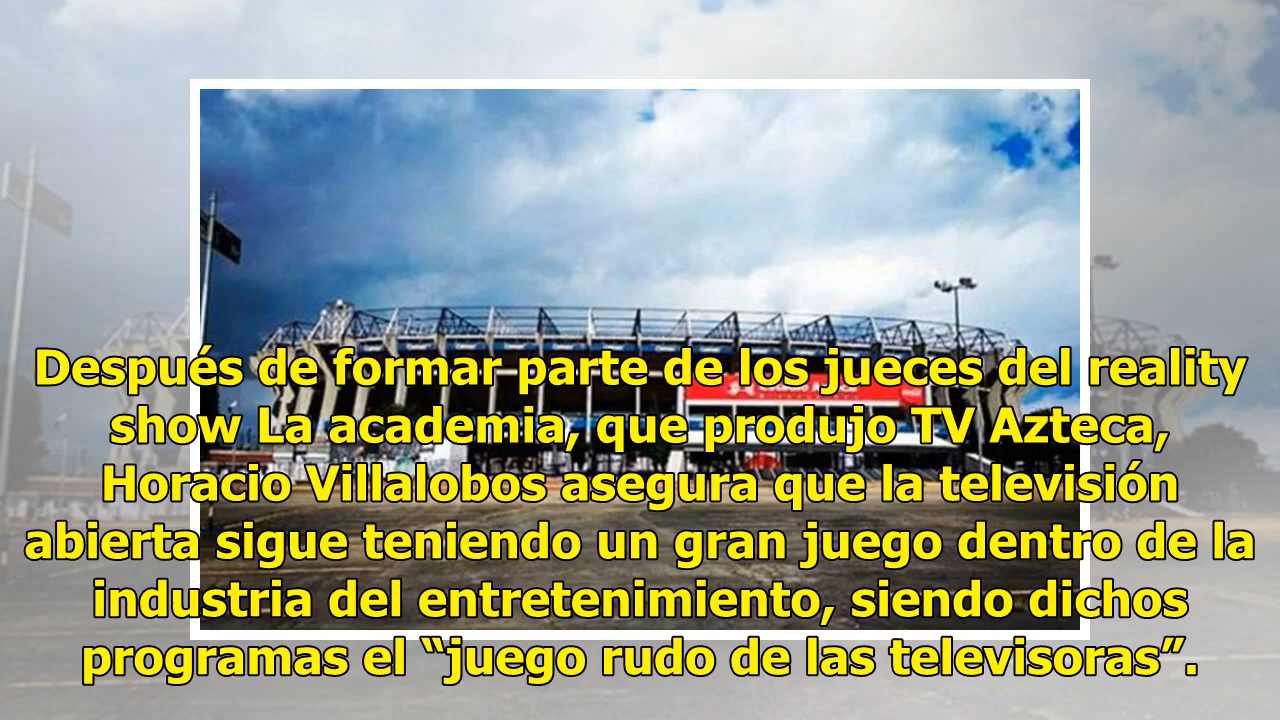 Después de formar parte de los jueces del reality
show La academia, que produjo TV Azteca,
Horacio Villalobos asegura que la televisión
abierta sigue teniendo un gran juego dentro de la
industria del entretenimiento, siendo dichos
programas el “juego rudo de las televisoras”.